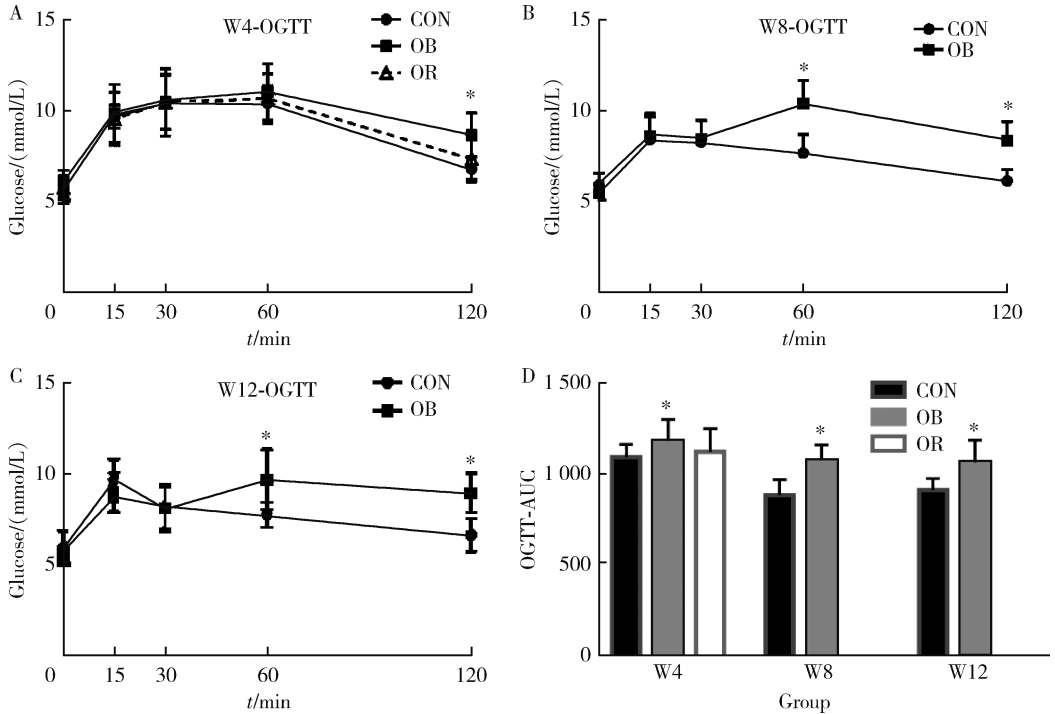 A
W4-OGTT
CON
OB
OR
15
10
5
Glucose/(mmol/L)
*
0
15
30
60
120
t/min
B
W8-OGTT
CON
OB
15
10
5
Glucose/(mmol/L)
*
*
0
15
30
60
120
t/min
C
W12-OGTT
CON
OB
15
10
5
Glucose/(mmol/L)
*
*
0
15
30
60
120
t/min
D
CON
OB
OR
1 500
1 000
500
0
OGTT-AUC
*
*
*
W4
W8
W12
Group